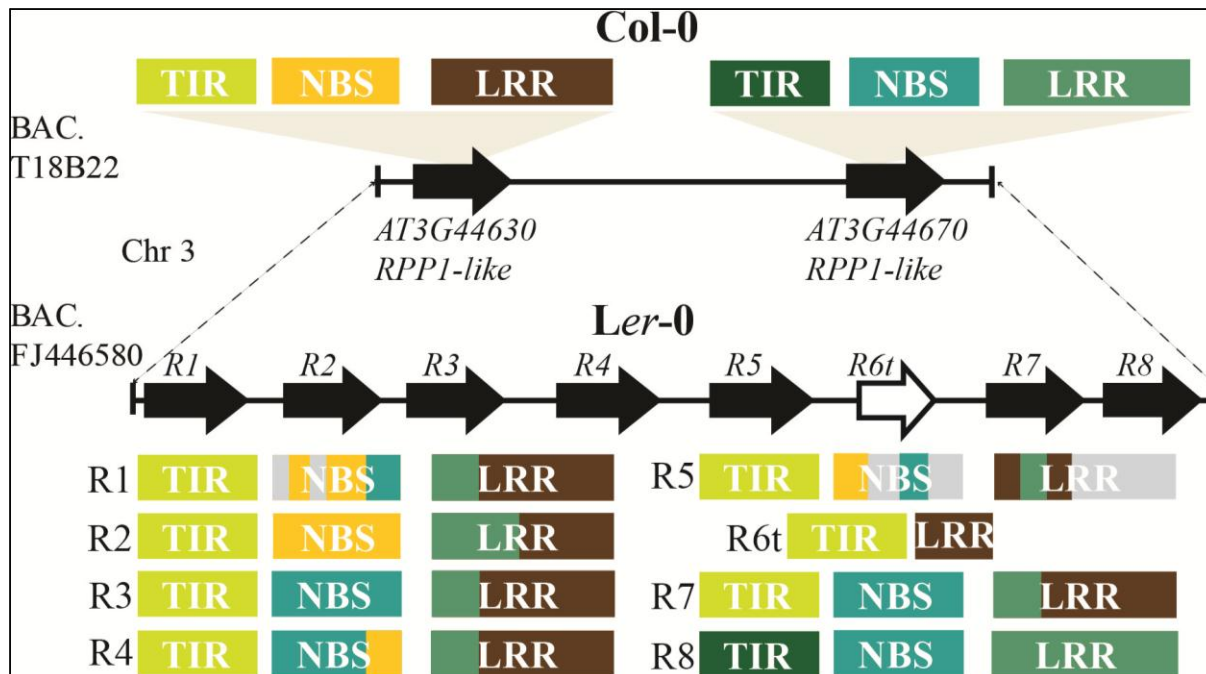 Col-0
TIR NBS LRR TIR NBS LRR
BAC.
T18B22
AT3G44630
RPP1-like
AT3G44670
RPP1-like
Chr 3
BAC.
FJ446580
Ler-0
R1 R2 R3 R4 R5 R6t R7 R8
R1 TIR NBS LRR
R2 TIR NBS LRR
R3 TIR NBS LRR
R4 TIR NBS LRR
R5 TIR NBS LRR
R6t TIR LRR
R7 TIR NBS LRR
R8 TIR NBS LRR